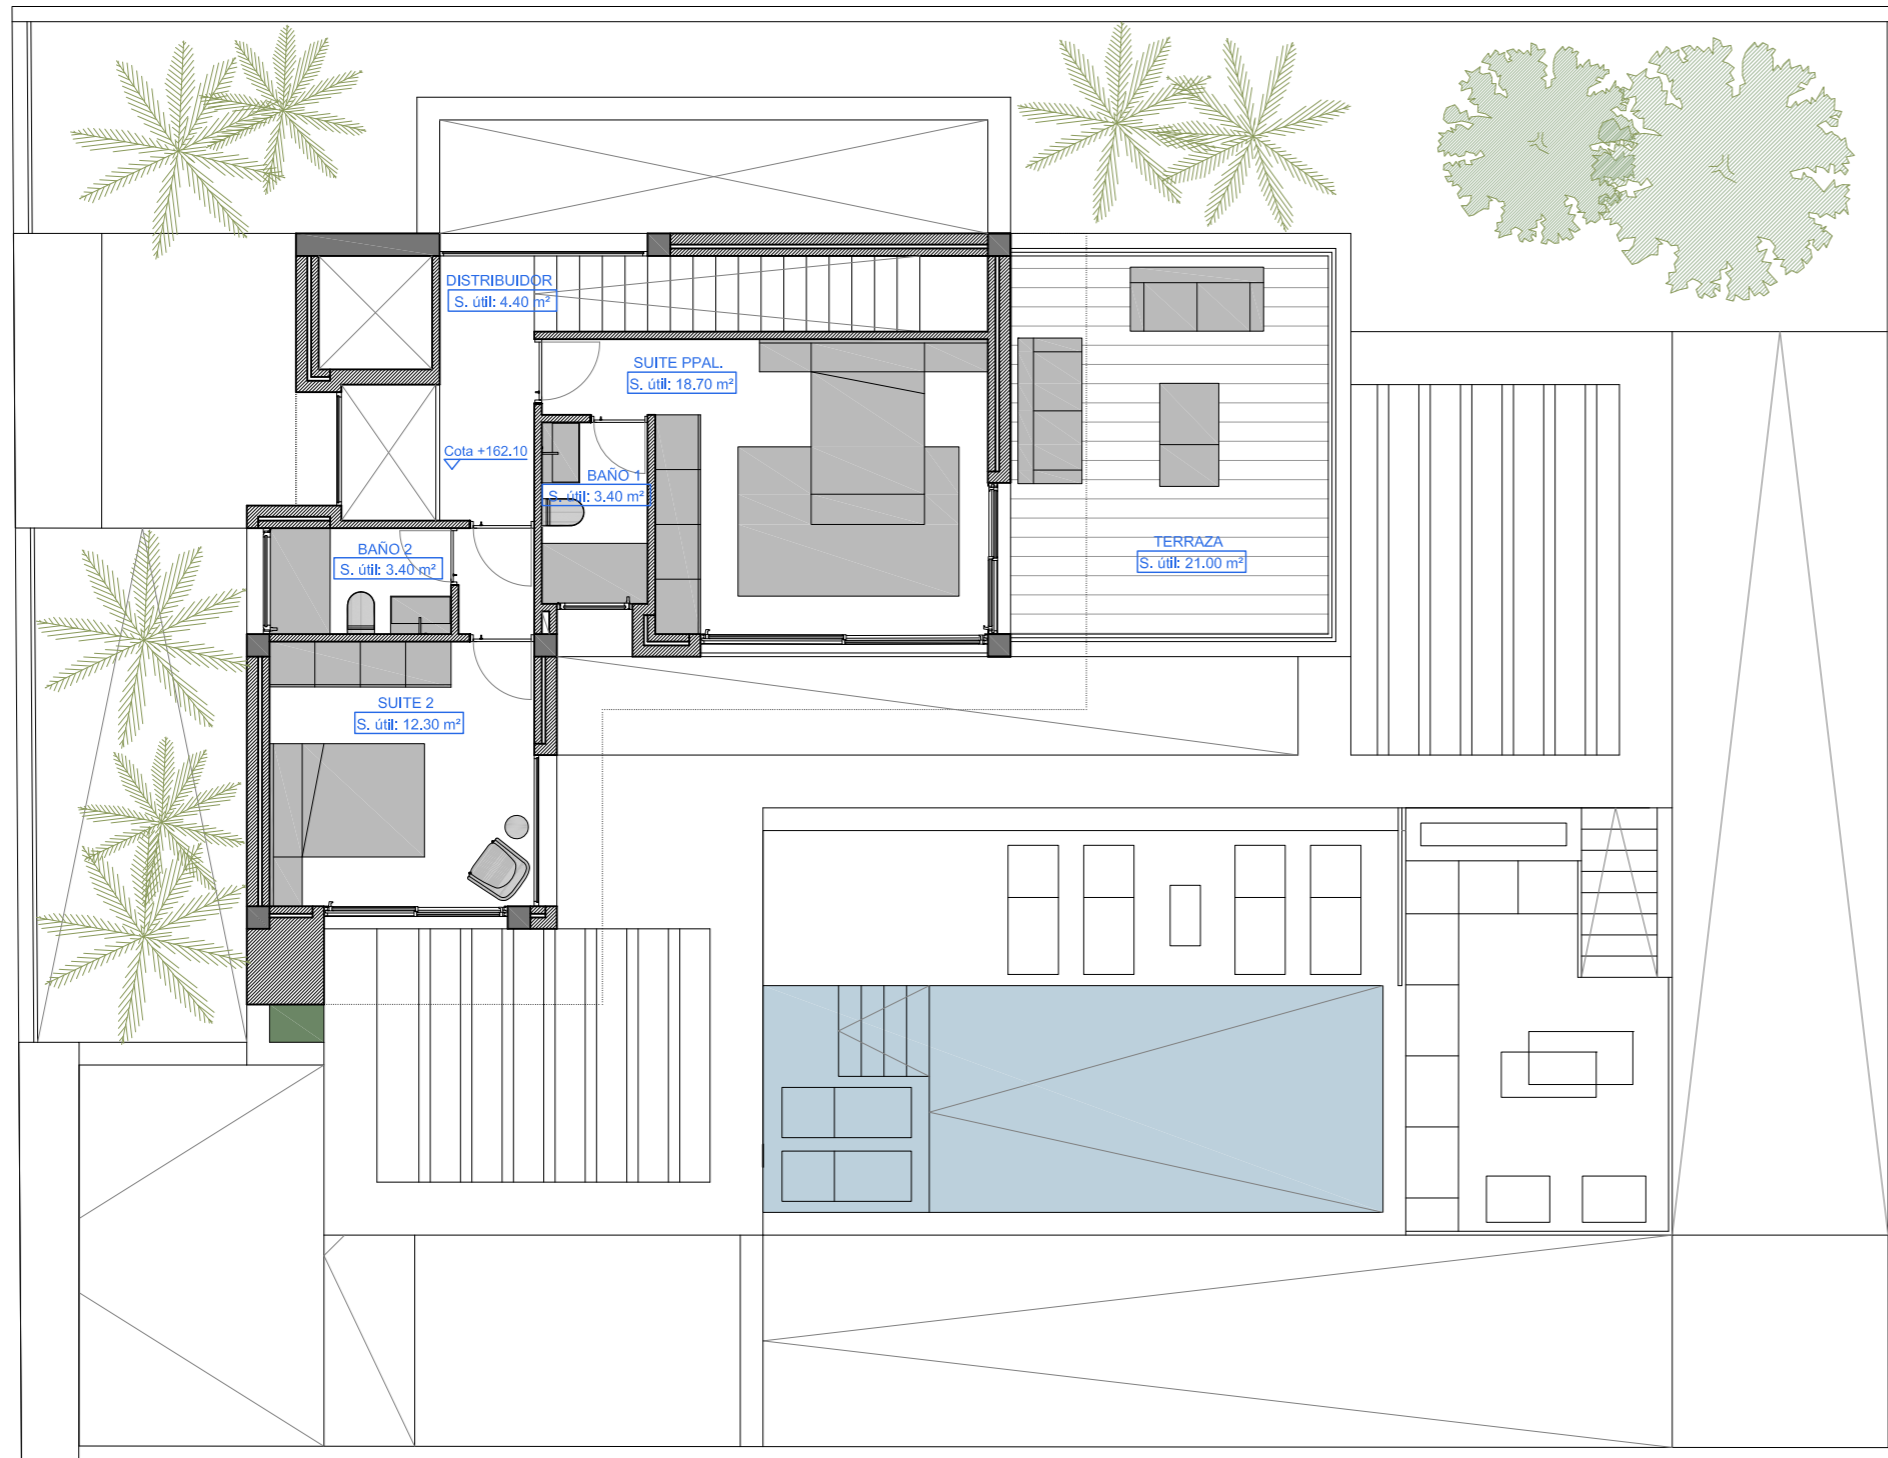 DISTRIBUIDOR
S. útil: 4.40 m²
SUITE PPAL.
S. útil: 18.70 m²
Cota +162.10
BAÑO 1
S. útil: 3.40 m²
BAÑO 2
S. útil: 3.40 m²
TERRAZA
S. útil: 21.00 m²
SUITE 2
S. útil: 12.30 m²